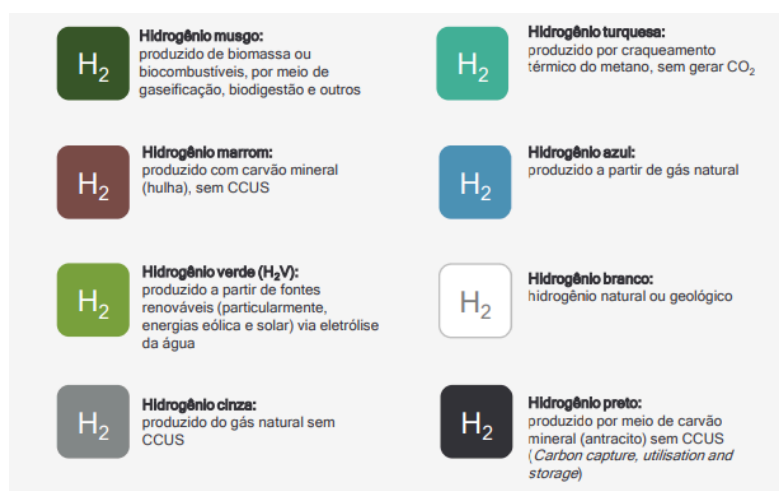 H2
Hidrogênio musgo:
produzido de biomassa ou
biocombustíveis, por meio de
gaseificação, biodigestão e outros
H2
Hidrogênio turquesa:
produzido por craqueamento
térmico do metano, sem gerar CO2
H2
Hidrogênio marrom:
produzido com carvão mineral
(hulha), sem CCUS
H2
Hidrogênio azul:
produzido a partir de gás natural
H2
Hidrogênio verde (H2V):
produzido a partir de fontes
renováveis (particularmente,
energias eólica e solar) via eletrólise
da água
H2
Hidrogênio branco:
hidrogênio natural ou geológico
H2
Hidrogênio cinza:
produzido do gás natural sem
CCUS
H2
Hidrogênio preto:
produzido por meio de carvão
mineral (antracito) sem CCUS
(Carbon capture, utilisation and
storage)